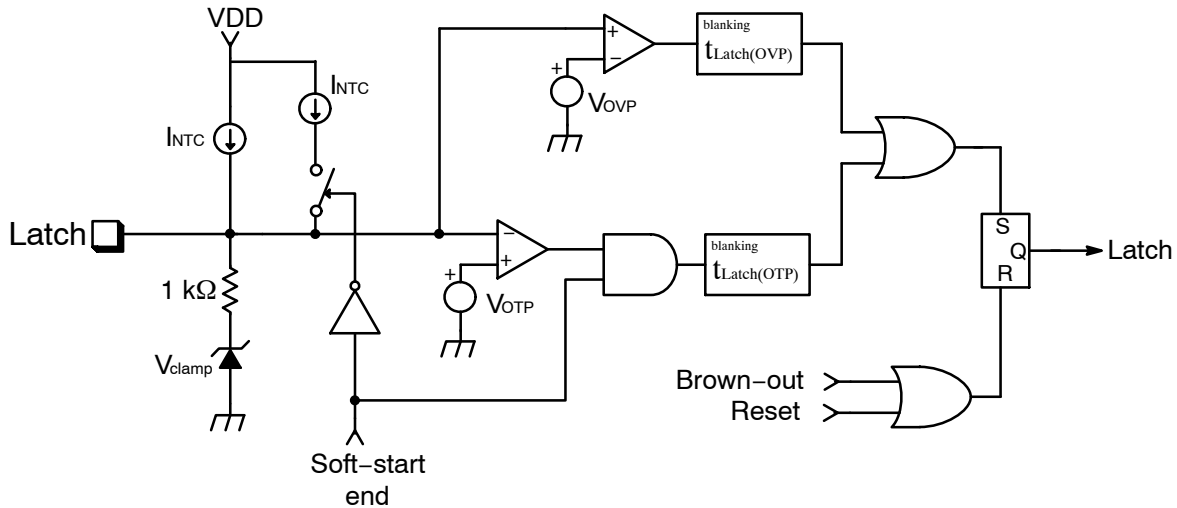 VDD
INTC
INTC
+
−
+
VOVP
blanking
tLatch(OVP)
Latch
1 kΩ
Vclamp
−
+
+
VOTP
blanking
tLatch(OTP)
S
Q
R
Latch
Brown−out
Reset
Soft−start
end